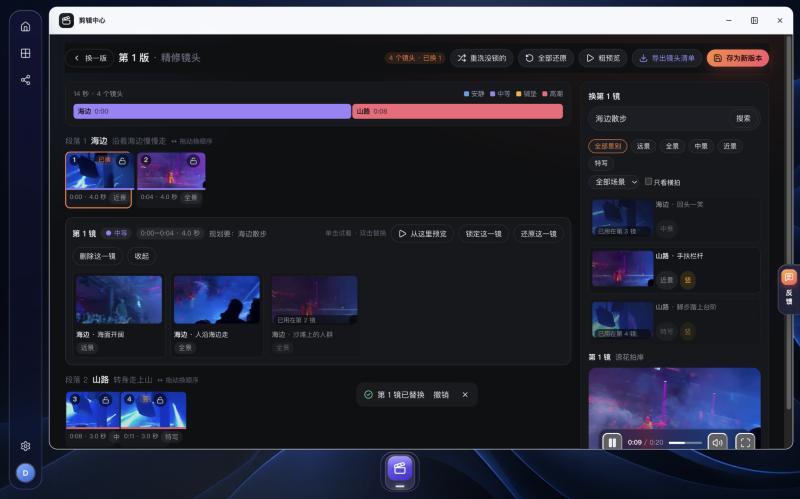 剪辑中心
换一版 第 1 版 · 精修镜头
4 个镜头 · 已换 1
重洗没锁的
全部还原
粗预览
导出镜头清单
存为新版本
14 秒 · 4 个镜头
安静 中等 铺垫 高潮
海边 0:00
山路 0:08
段落 1 海边 沿着海边慢慢走 ↔ 拖动换顺序
1 已换
2
0:00 · 4.0 秒 近景
0:04 · 4.0 秒 全景
第 1 镜 中等 0:00–0:04 · 4.0 秒 规划要：海边散步
单击试看 · 双击替换
从这里预览
锁定这一镜
还原这一镜
删除这一镜
收起
海边 · 海面开阔
远景
海边 · 人沿海边走
全景
已用在第 2 镜
海边 · 沙滩上的人群
全景
段落 2 山路 转身走上山 ↔ 拖动换顺序
3
4 竖
0:08 · 3.0 秒 中
0:11 · 3.0 秒 特写
第 1 镜已替换 撤销
换第 1 镜
海边散步 搜索
全部景别 远景 全景 中景 近景
特写
全部场景 只看横拍
已用在第 3 镜
海边 · 回头一笑
中景
山路 · 手扶栏杆
近景 竖
已用在第 4 镜
山路 · 脚步踏上台阶
特写 竖
第 1 镜 浪花拍岸
0:09 / 0:20
反馈
D